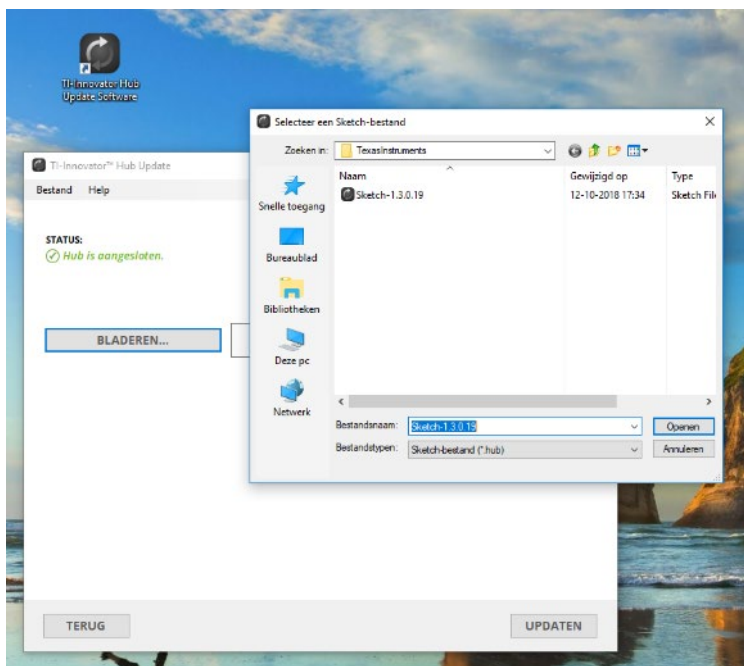 TI-Innovator Hub
Update Software
Selecteer een Sketch-bestand
Zoeken in:
TexasInstruments
Naam
Gewijzigd op
Type
Sketch-1.3.0.19
12-10-2018 17:34
Sketch File
Snelle toegang
Bureaublad
Bibliotheken
Deze pc
Netwerk
Bestandsnaam:
Sketch-1.3.0.19
Openen
Bestandstypen:
Sketch-bestand (*.hub)
Annuleren
TI-Innovator™ Hub Update
Bestand Help
STATUS:
Hub is aangesloten.
BLADEREN...
TERUG
UPDATEN